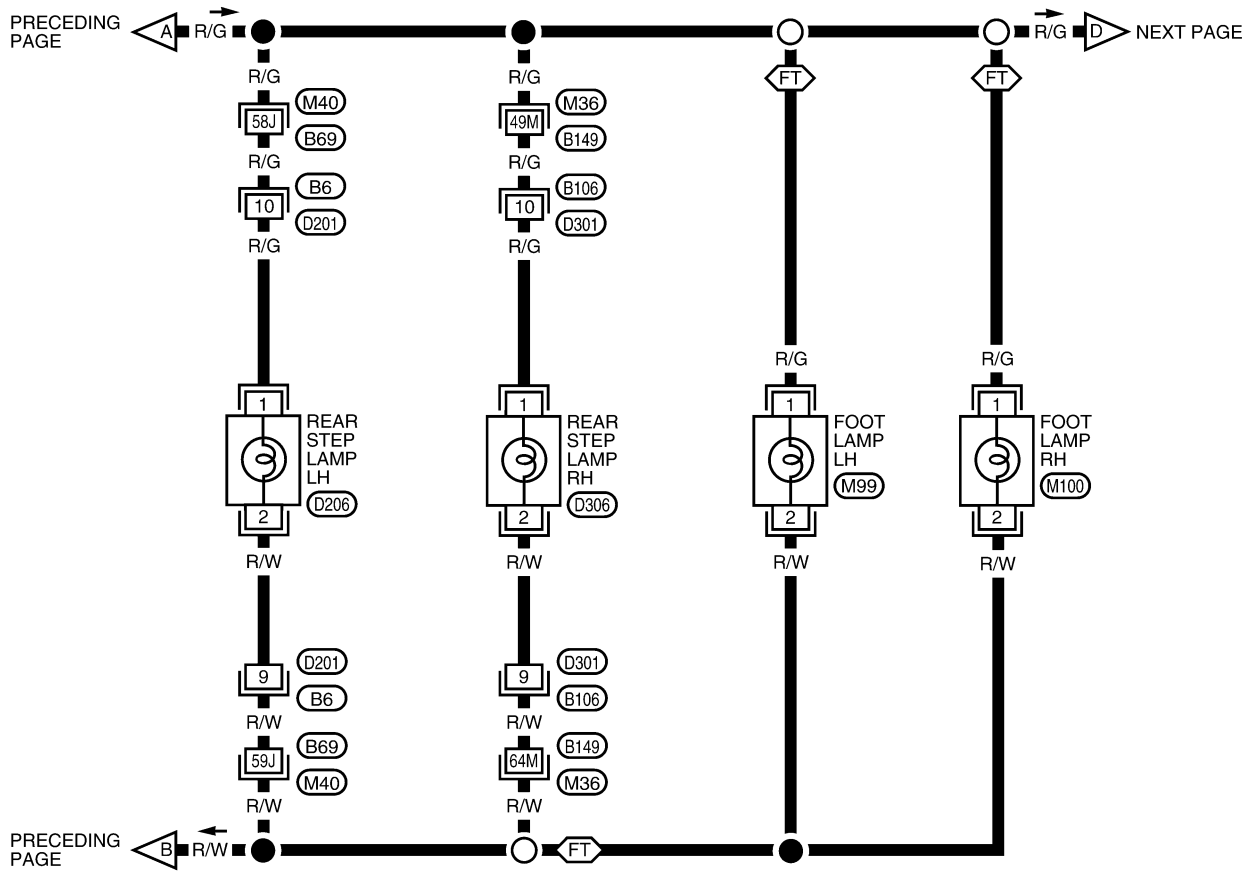 PRECEDING
PAGE
A
R/G
R/G
D
NEXT PAGE
R/G
R/G
FT
FT
58J
M40
B69
49M
M36
B149
R/G
R/G
10
B6
D201
10
B106
D301
R/G
R/G
R/G
R/G
1
1
1
1
REAR
STEP
LAMP
LH
D206
REAR
STEP
LAMP
RH
D306
FOOT
LAMP
LH
M99
FOOT
LAMP
RH
M100
2
2
2
2
R/W
R/W
R/W
R/W
9
D201
B6
9
D301
B106
R/W
R/W
59J
B69
M40
64M
B149
M36
R/W
R/W
PRECEDING
PAGE
B
R/W
FT